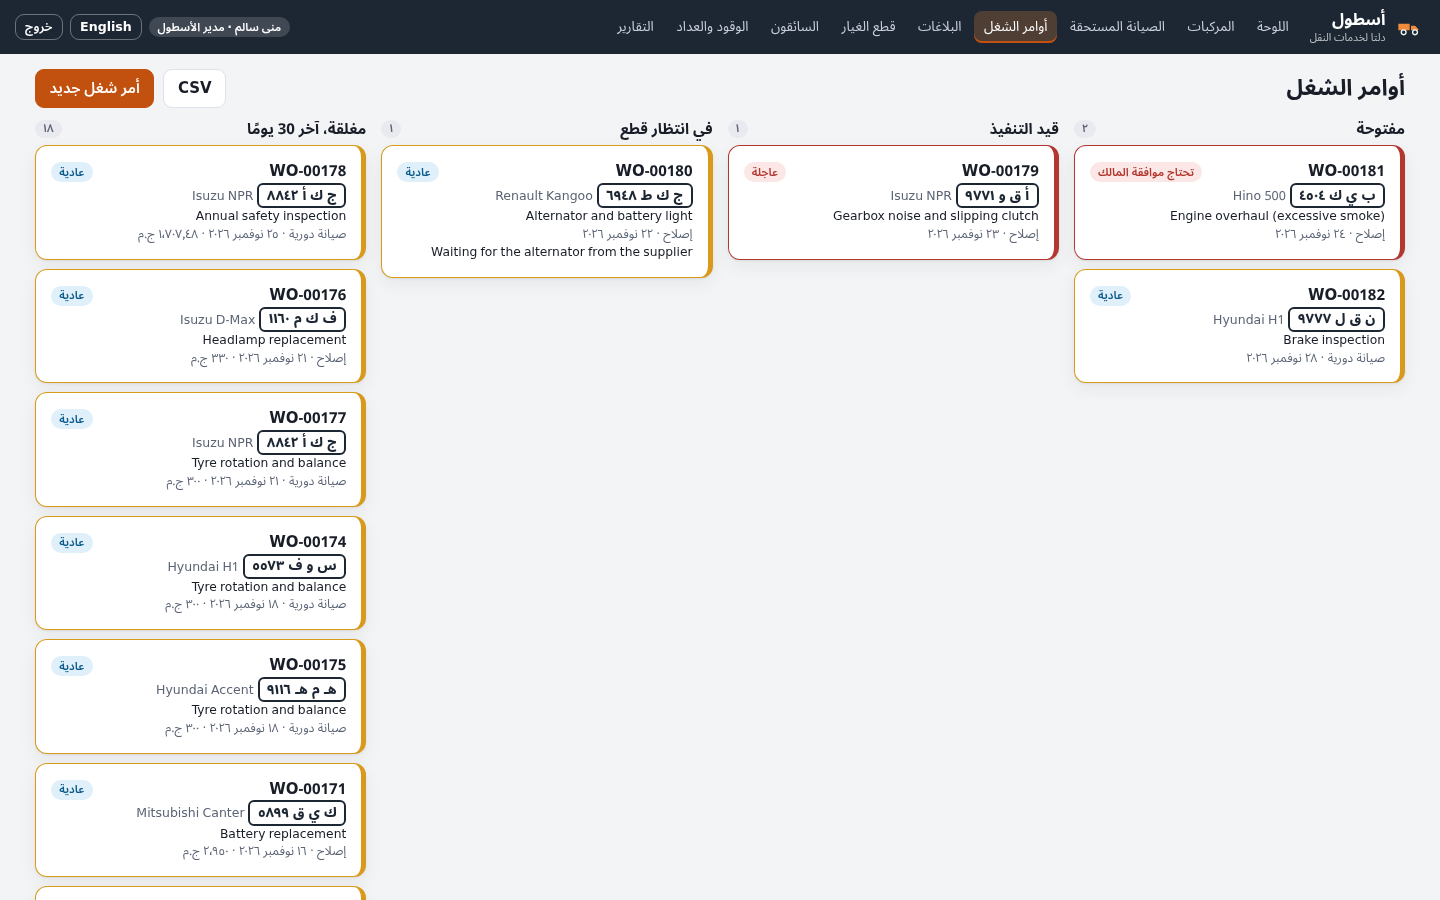 أسطول
دلتا لخدمات النقل
اللوحة
المركبات
الصيانة المستحقة
أوامر الشغل
البلاغات
قطع الغيار
السائقون
الوقود والعداد
التقارير
منى سالم · مدير الأسطول
English
خروج
أوامر الشغل
CSV
أمر شغل جديد
مفتوحة ٢
WO-00181 تحتاج موافقة المالك
ب ي ك ٤٥٠٤ Hino 500
Engine overhaul (excessive smoke)
إصلاح · ٢٤ نوفمبر ٢٠٢٦
WO-00182 عادية
ن ق ل ٩٧٧٧ Hyundai H1
Brake inspection
صيانة دورية · ٢٨ نوفمبر ٢٠٢٦
قيد التنفيذ ١
WO-00179 عاجلة
أ ق و ٩٧٧١ Isuzu NPR
Gearbox noise and slipping clutch
إصلاح · ٢٣ نوفمبر ٢٠٢٦
في انتظار قطع ١
WO-00180 عادية
ج ك ط ٦٩٤٨ Renault Kangoo
Alternator and battery light
إصلاح · ٢٢ نوفمبر ٢٠٢٦
Waiting for the alternator from the supplier
مغلقة، آخر 30 يومًا ١٨
WO-00178 عادية
ج ك أ ٨٨٤٢ Isuzu NPR
Annual safety inspection
صيانة دورية · ٢٥ نوفمبر ٢٠٢٦ · ١٬٧٠٧٫٤٨ ج.م
WO-00176 عادية
ف ك م ١١٦٠ Isuzu D-Max
Headlamp replacement
إصلاح · ٢١ نوفمبر ٢٠٢٦ · ٣٣٠ ج.م
WO-00177 عادية
ج ك أ ٨٨٤٢ Isuzu NPR
Tyre rotation and balance
صيانة دورية · ٢١ نوفمبر ٢٠٢٦ · ٣٠٠ ج.م
WO-00174 عادية
س و ف ٥٥٧٣ Hyundai H1
Tyre rotation and balance
صيانة دورية · ١٨ نوفمبر ٢٠٢٦ · ٣٠٠ ج.م
WO-00175 عادية
هـ م هـ ٩١١٦ Hyundai Accent
Tyre rotation and balance
صيانة دورية · ١٨ نوفمبر ٢٠٢٦ · ٣٠٠ ج.م
WO-00171 عادية
ك ي ق ٥٨٩٩ Mitsubishi Canter
Battery replacement
إصلاح · ١٦ نوفمبر ٢٠٢٦ · ٢٬٩٥٠ ج.م